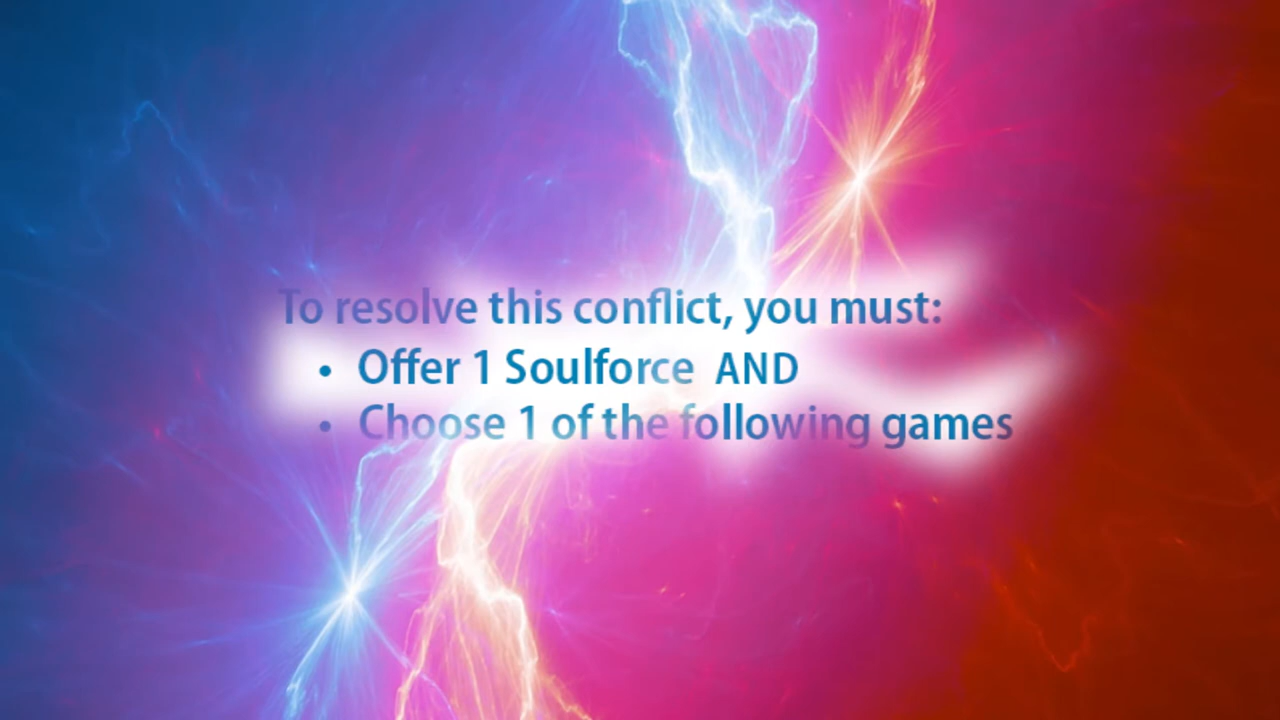 To resolve this conflict, you must:
• Offer 1 Soulforce AND
• Choose 1 of the following games